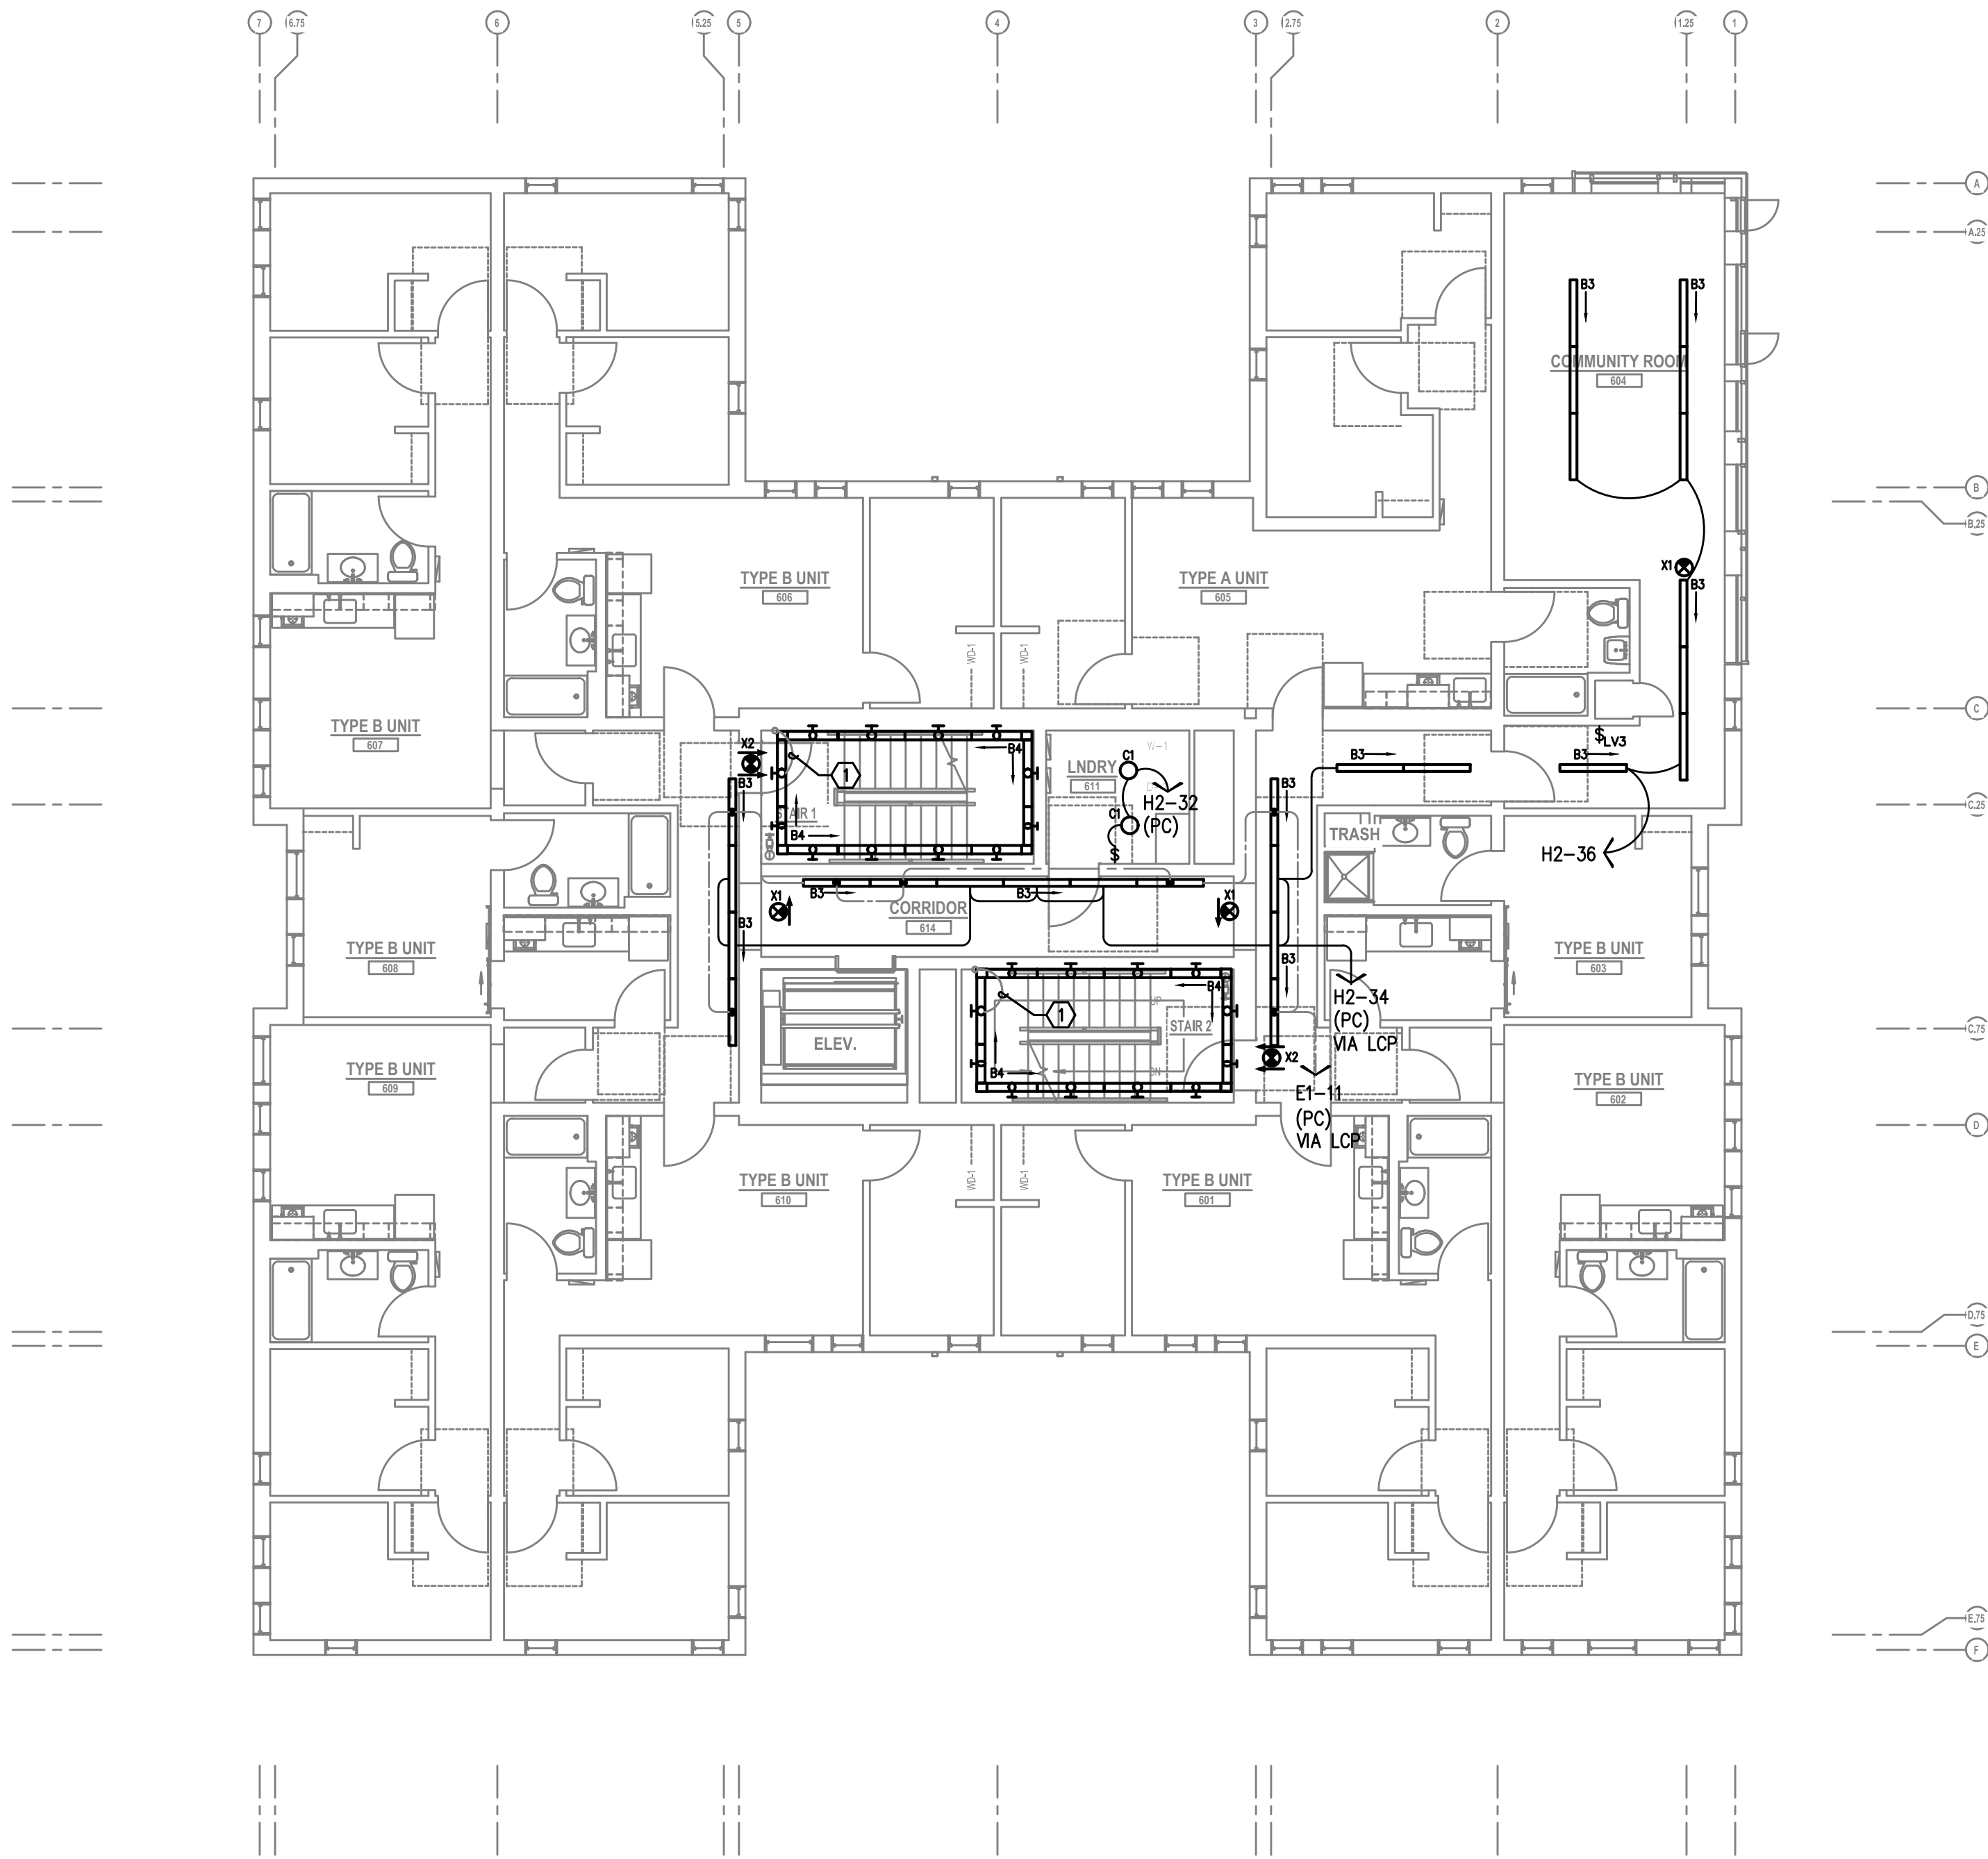 7
6.75
6
5.25
5
4
3
2.75
2
1.25
1
A
A.25
B3
B3
COMMUNITY ROOM
604
B
B.25
X1
B3
TYPE B UNIT
606
TYPE A UNIT
605
WD-1
WD-1
TYPE B UNIT
607
C
$LV3
X2
B4
W-1
C1
LNDRY
611
B3
B3
B3
B3
1
H2-32
(PC)
C1
$
STAIR 1
B4
C.25
TRASH
H2-36
X1
B3
B3
X1
CORRIDOR
614
B3
TYPE B UNIT
608
TYPE B UNIT
603
B3
B4
1
UP
STAIR 2
H2-34
(PC)
VIA LCP
C.75
ELEV.
X2
B4
DN
TYPE B UNIT
609
TYPE B UNIT
602
E1-11
(PC)
VIA LCP
D
WD-1
WD-1
TYPE B UNIT
610
TYPE B UNIT
601
D.75
E
E.75
F